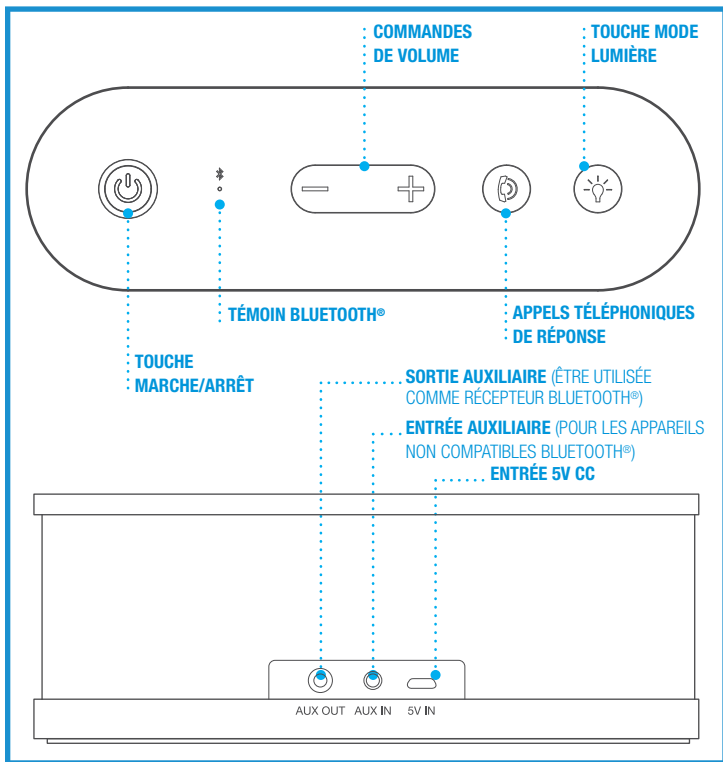 COMMANDES
DE VOLUME
TOUCHE MODE
LUMIÈRE
TÉMOIN BLUETOOTH®
APPELS TÉLÉPHONIQUES
DE RÉPONSE
TOUCHE
MARCHE/ARRÊT
SORTIE AUXILIAIRE (ÊTRE UTILISÉE
COMME RÉCEPTEUR BLUETOOTH®)
ENTRÉE AUXILIAIRE (POUR LES APPAREILS
NON COMPATIBLES BLUETOOTH®)
ENTRÉE 5V CC
AUX OUT AUX IN 5V IN